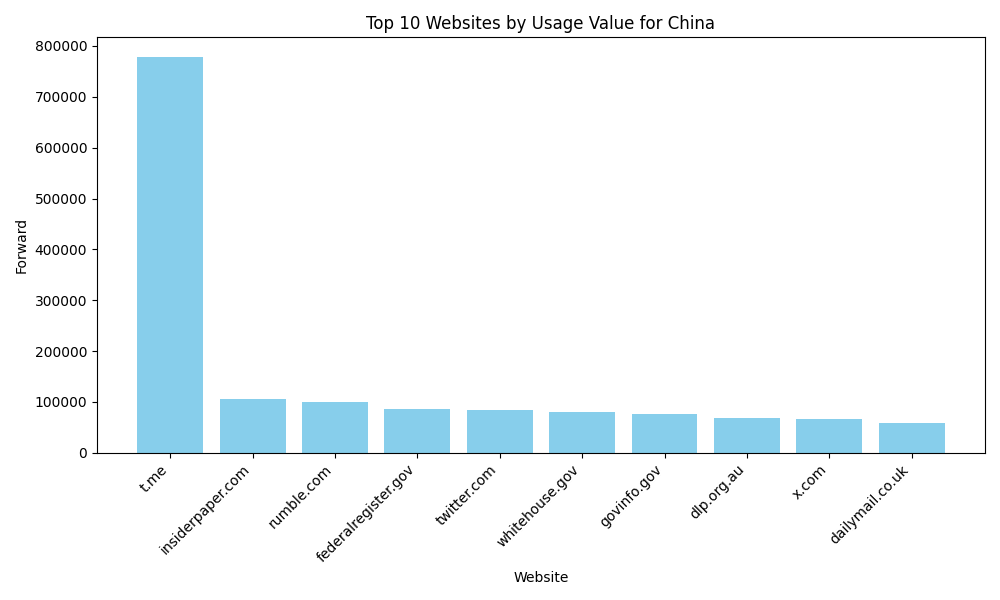 Top 10 Websites by Usage Value for China
Forward
800000
700000
600000
500000
400000
300000
200000
100000
0
t.me
insiderpaper.com
rumble.com
federalregister.gov
twitter.com
whitehouse.gov
govinfo.gov
dlp.org.au
x.com
dailymail.co.uk
Website